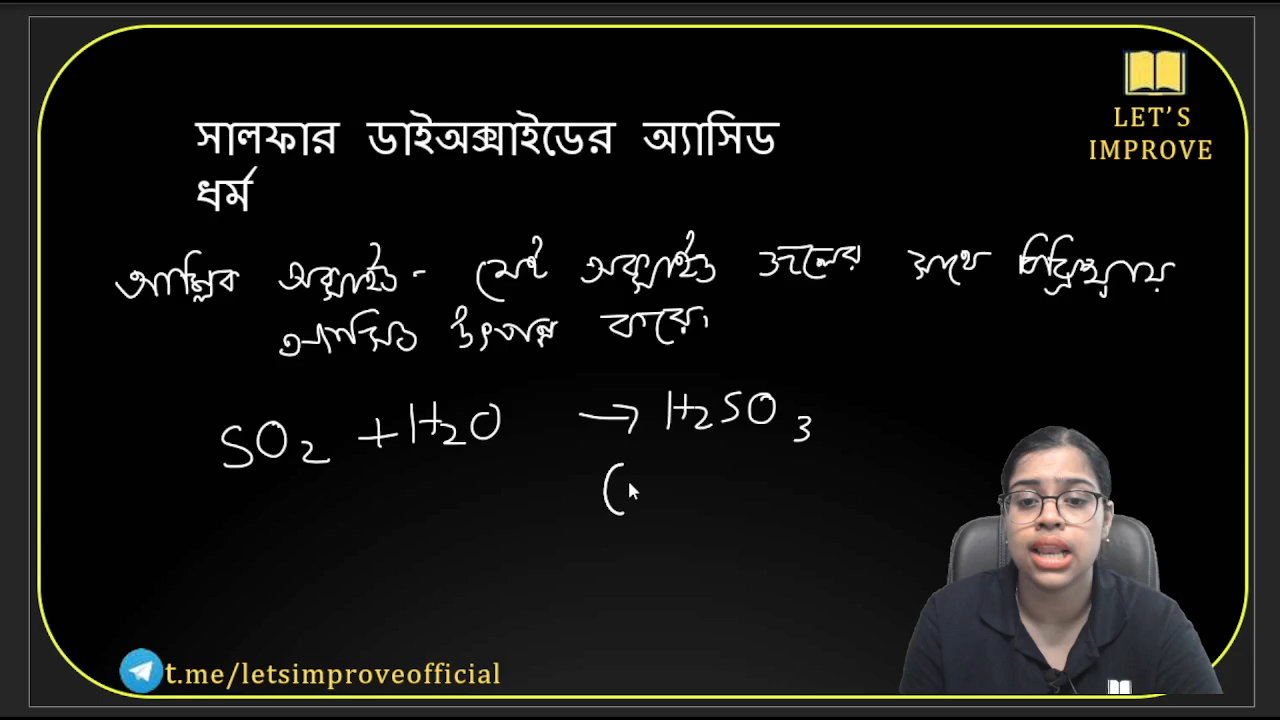 LET'S
IMPROVE
সালফার ডাইঅক্সাইডের অ্যাসিড
ধর্ম
আম্লিক অক্সাইড - যেই অক্সাইড জলের সাথে বিক্রিয়ায়
অ্যাসিড উৎপন্ন করে।
SO₂ + H₂O → H₂SO₃
(
t.me/letsimproveofficial